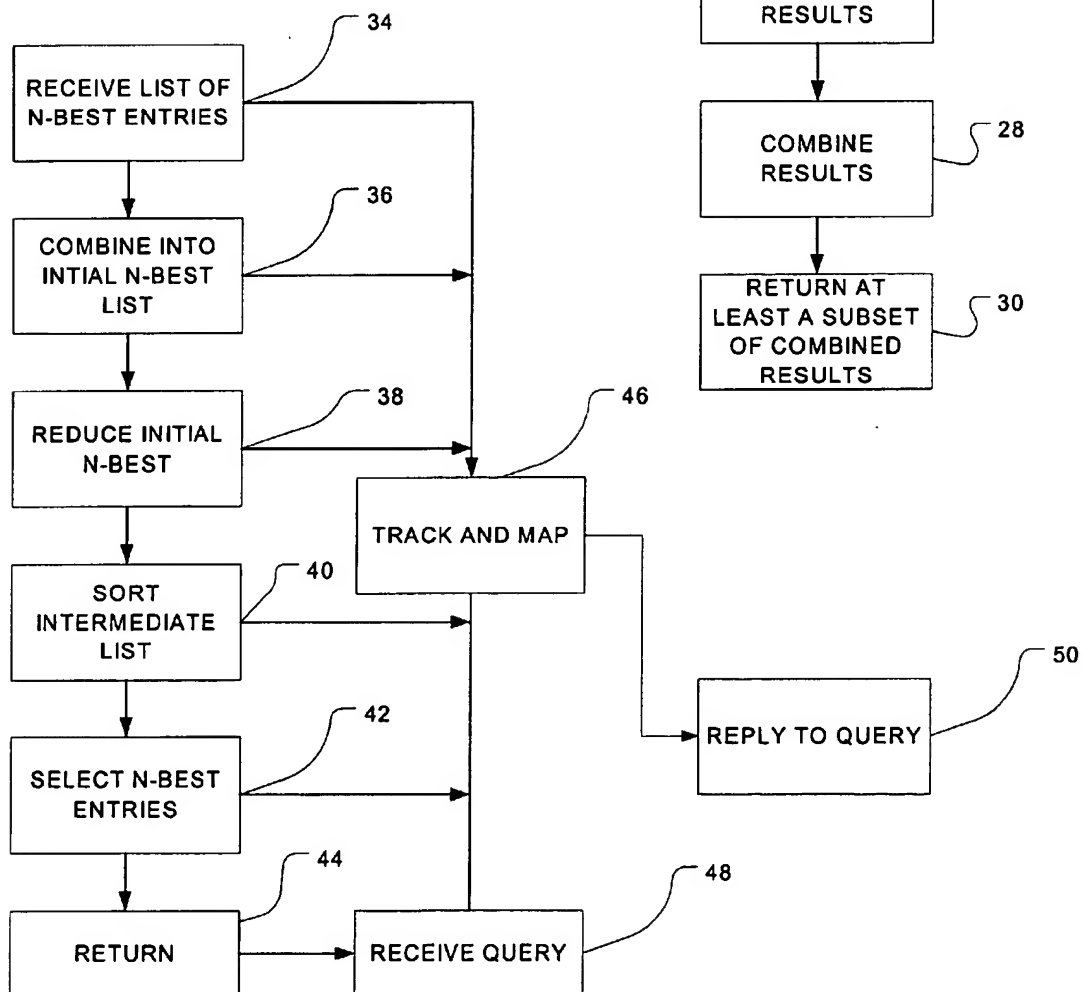 34
RECEIVE LIST OF
N-BEST ENTRIES
36
COMBINE INTO
INTIAL N-BEST
LIST
38
REDUCE INITIAL
N-BEST
40
SORT
INTERMEDIATE
LIST
42
SELECT N-BEST
ENTRIES
44
RETURN
46
TRACK AND MAP
48
RECEIVE QUERY
50
REPLY TO QUERY
RESULTS
28
COMBINE
RESULTS
30
RETURN AT
LEAST A SUBSET
OF COMBINED
RESULTS